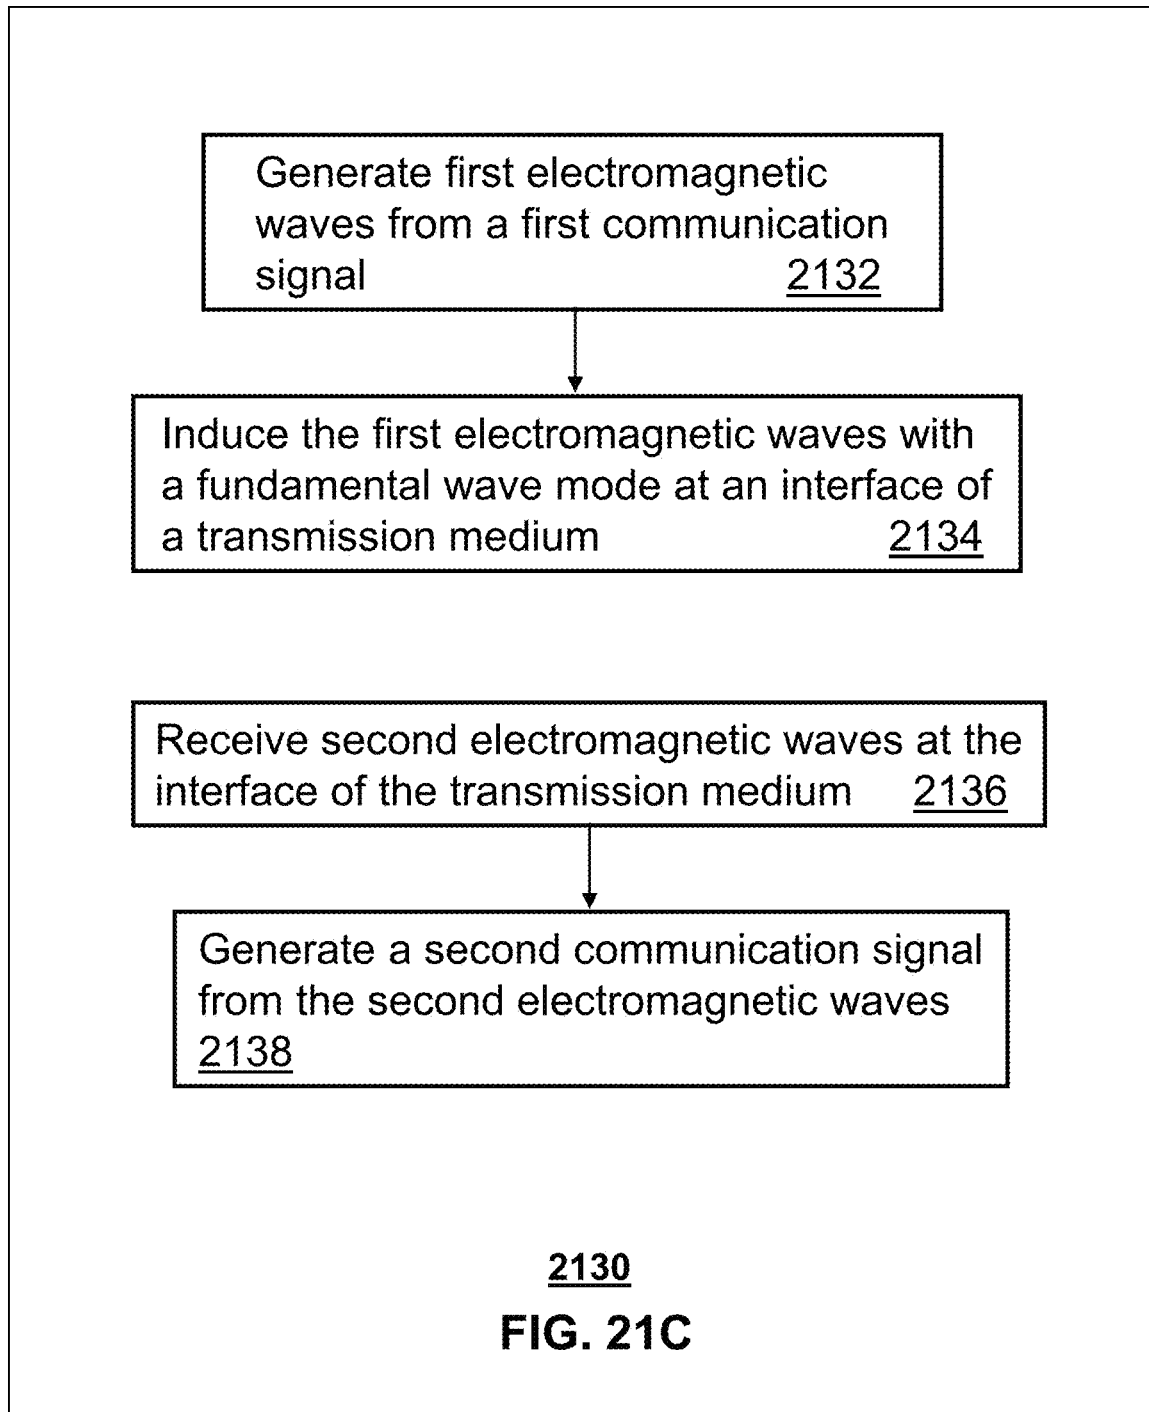 Generate first electromagnetic
waves from a first communication
signal 2132
Induce the first electromagnetic waves with
a fundamental wave mode at an interface of
a transmission medium 2134
Receive second electromagnetic waves at the
interface of the transmission medium 2136
Generate a second communication signal
from the second electromagnetic waves
2138
2130
FIG. 21C